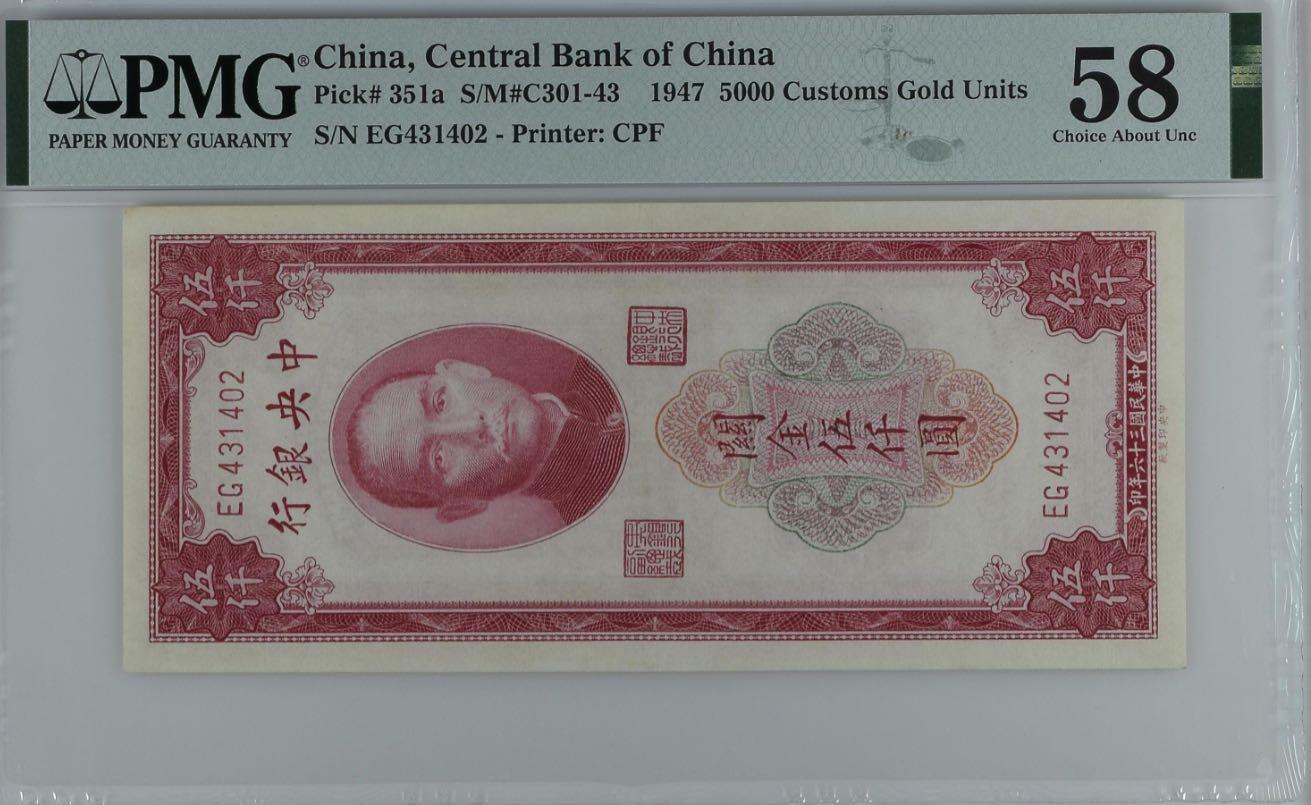 PMG®
PAPER MONEY GUARANTY
China, Central Bank of China
Pick# 351a S/M#C301-43 1947 5000 Customs Gold Units
S/N EG431402 - Printer: CPF
58
Choice About Unc
伍仟
伍仟
中央銀行
EG431402
關金伍仟圓
EG431402
伍仟
伍仟
中華民國三十六年印